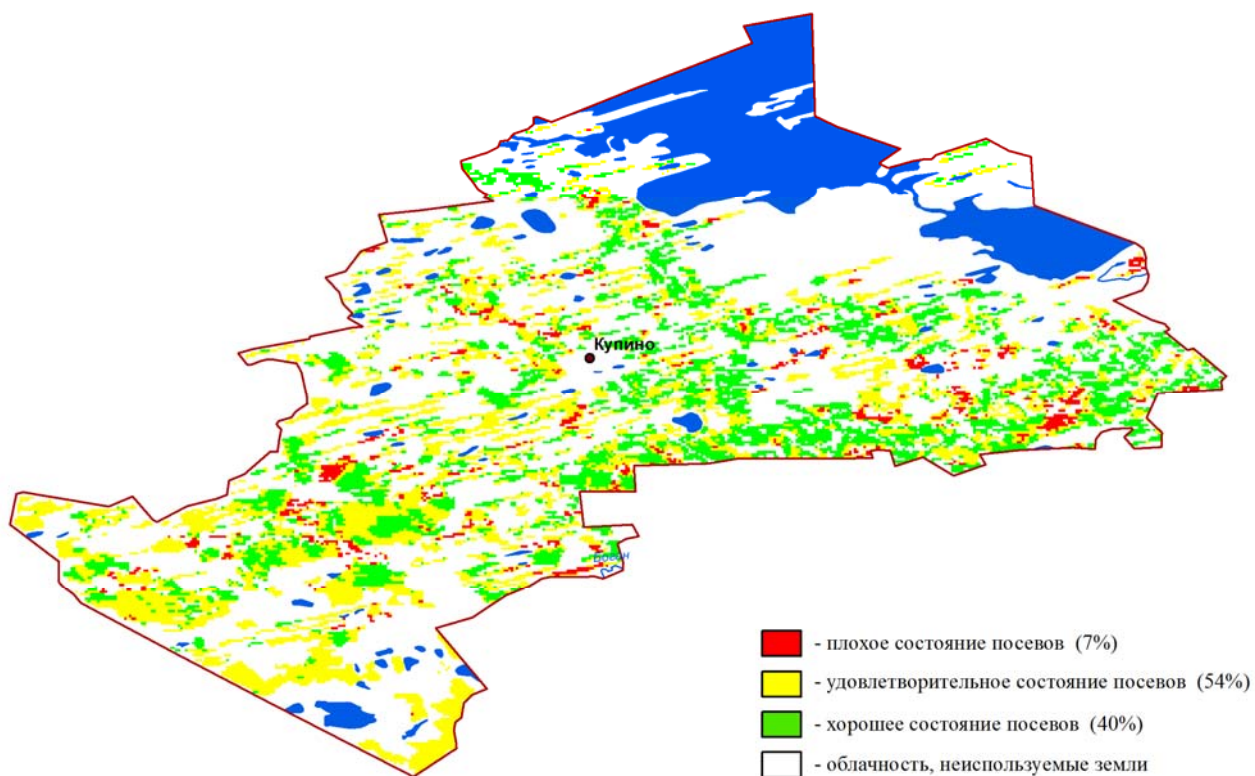 Купино
- плохое состояние посевов (7%)
- удовлетворительное состояние посевов (54%)
- хорошее состояние посевов (40%)
- облачность, неиспользуемые земли